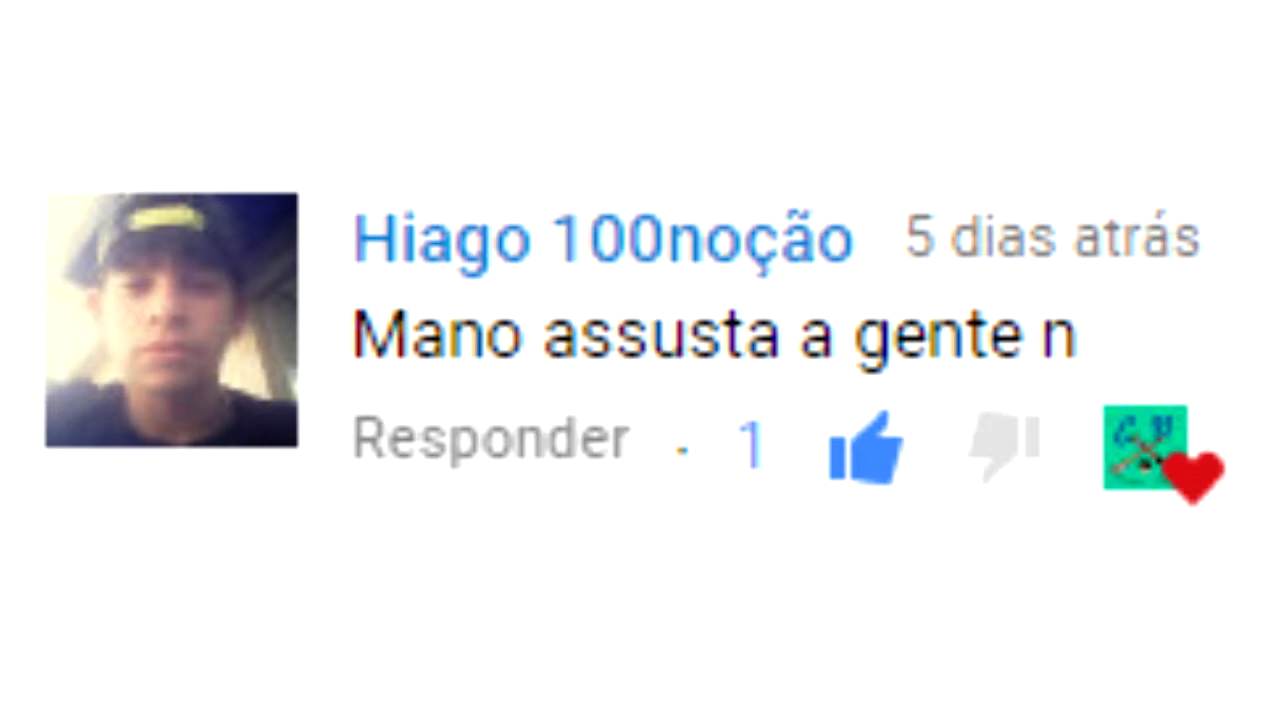 Hiago 100noção 5 dias atrás
Mano assusta a gente n
Responder · 1